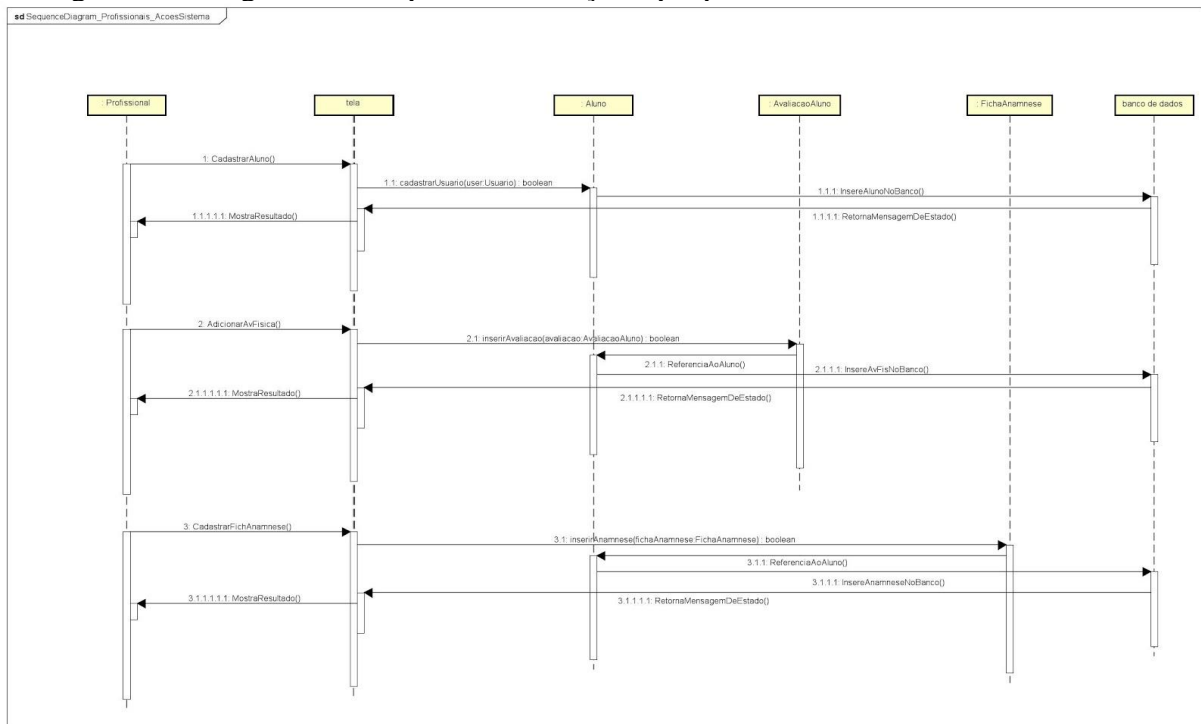 sd SequenceDiagram_Profissionais_AcoesSistema
: Profissional
tela
: Aluno
: AvaliacaoAluno
: FichaAnamnese
banco de dados
1: CadastrarAluno()
1.1: cadastrarUsuario(user:Usuario) : boolean
1.1.1: InsereAlunoNoBanco()
1.1.1.1: RetornaMensagemDeEstado()
1.1.1.1.1: MostraResultado()
2: AdicionarAvFisica()
2.1: inserirAvaliacao(avaliacao:AvaliacaoAluno) : boolean
2.1.1: ReferenciaAoAluno()
2.1.1.1: InsereAvFisNoBanco()
2.1.1.1.1: RetornaMensagemDeEstado()
2.1.1.1.1.1: MostraResultado()
3: CadastrarFichAnamnese()
3.1: inserirAnamnese(fichaAnamnese:FichaAnamnese) : boolean
3.1.1: ReferenciaAoAluno()
3.1.1.1: InsereAnamneseNoBanco()
3.1.1.1.1: RetornaMensagemDeEstado()
3.1.1.1.1.1: MostraResultado()